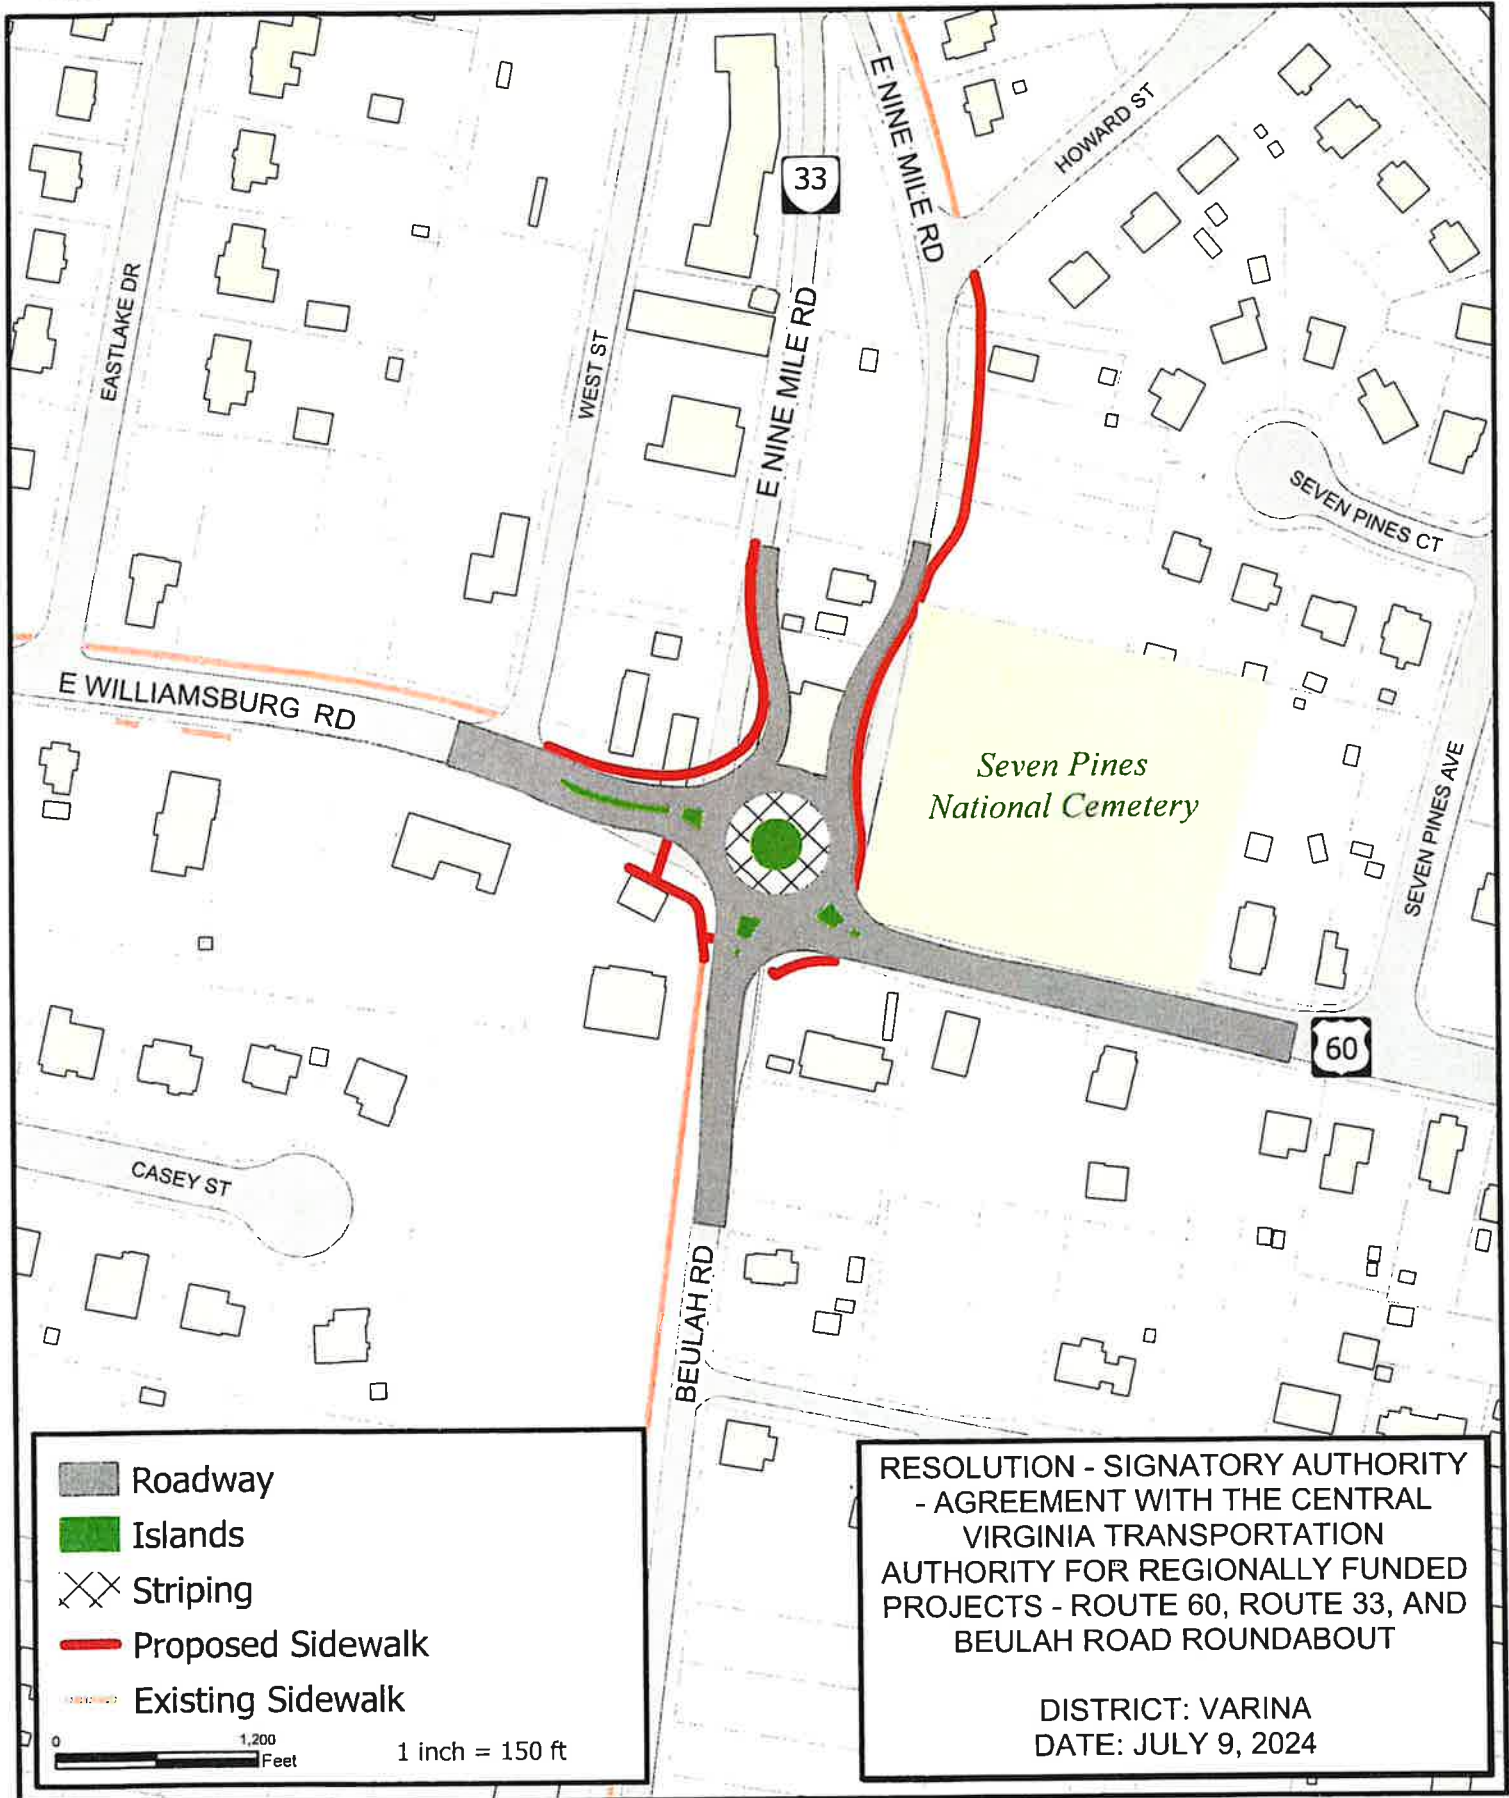 E NINE MILE RD
HOWARD ST
33
EASTLAKE DR
WEST ST
E NINE MILE RD
SEVEN PINES CT
E WILLIAMSBURG RD
Seven Pines
National Cemetery
SEVEN PINES AVE
60
CASEY ST
BEULAH RD
Roadway
Islands
Striping
Proposed Sidewalk
Existing Sidewalk
0 1,200
Feet
1 inch = 150 ft
RESOLUTION - SIGNATORY AUTHORITY
- AGREEMENT WITH THE CENTRAL
VIRGINIA TRANSPORTATION
AUTHORITY FOR REGIONALLY FUNDED
PROJECTS - ROUTE 60, ROUTE 33, AND
BEULAH ROAD ROUNDABOUT
DISTRICT: VARINA
DATE: JULY 9, 2024